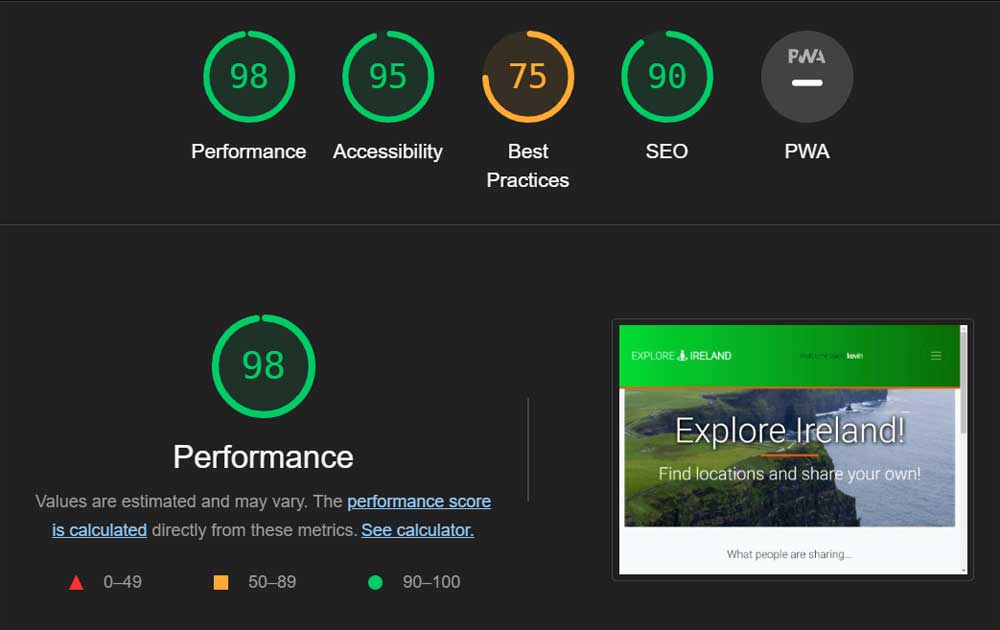 98
95
75
90
PWA
Performance
Accessibility
Best
Practices
SEO
PWA
98
Performance
Values are estimated and may vary. The performance score
is calculated directly from these metrics. See calculator.
0–49
50–89
90–100
EXPLORE IRELAND
kevin
Explore Ireland!
Find locations and share your own!
What people are sharing...